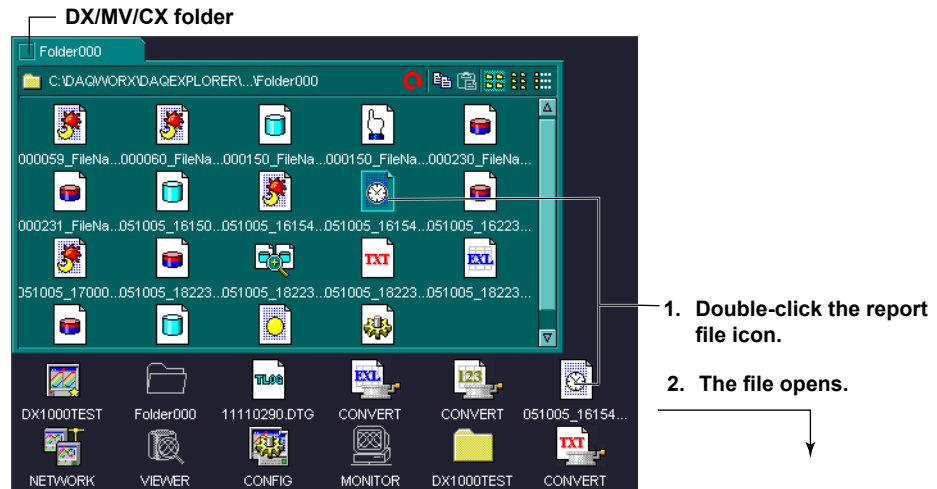 DX/MV/CX folder
Folder000
C:\DAQWORX\DAQEXPLORER\...\Folder000
000059_FileNa...000060_FileNa...000150_FileNa...000150_FileNa...000230_FileNa...
000231_FileNa...051005_16150...051005_16154...051005_16154...051005_16223...
TXT EXL
051005_17000...051005_18223...051005_18223...051005_18223...051005_18223...
1. Double-click the report
file icon.
2. The file opens.
TLOG EXL 123
DX1000TEST Folder000 11110290.DTG CONVERT CONVERT 051005_16154...
TXT
NETWORK VIEWER CONFIG MONITOR DX1000TEST CONVERT